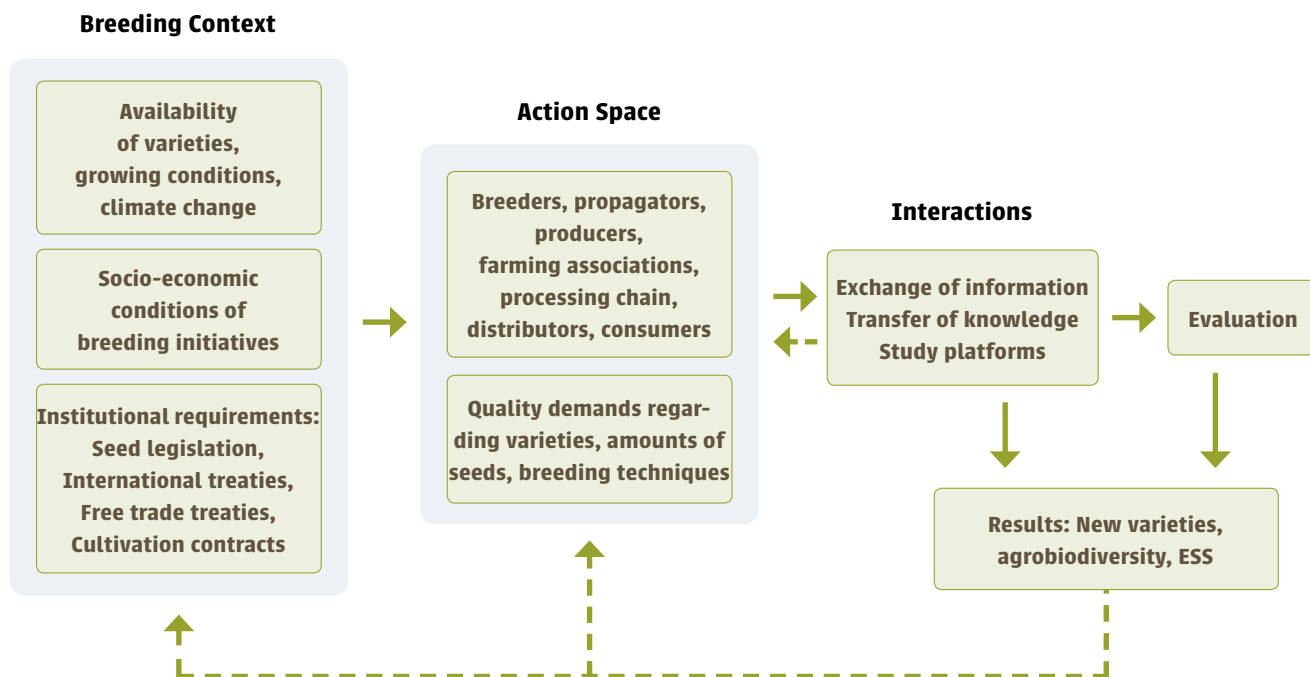 Breeding Context
Availability
of varieties,
growing conditions,
climate change
Socio-economic
conditions of
breeding initiatives
Institutional requirements:
Seed legislation,
International treaties,
Free trade treaties,
Cultivation contracts
Action Space
Breeders, propagators,
producers,
farming associations,
processing chain,
distributors, consumers
Quality demands regar-
ding varieties, amounts of
seeds, breeding techniques
Interactions
Exchange of information
Transfer of knowledge
Study platforms
Evaluation
Results: New varieties,
agrobiodiversity, ESS